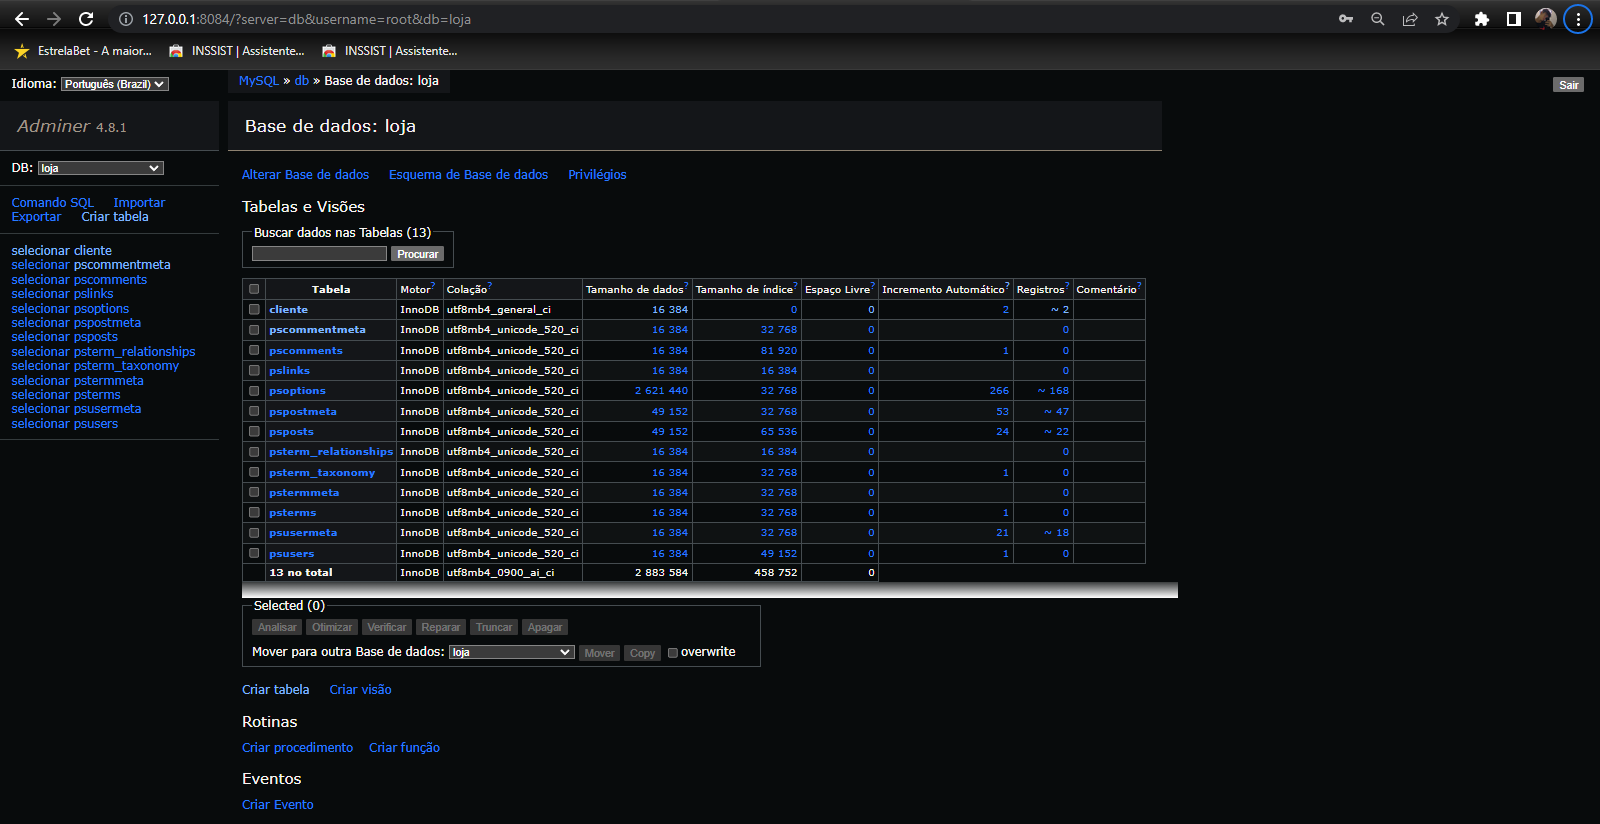 127.0.0.1:8084/?server=db&username=root&db=loja
EstrelaBet - A maior... INSSIST | Assistente... INSSIST | Assistente...
Idioma: Português (Brazil)
MySQL » db » Base de dados: loja
Sair
Adminer 4.8.1
DB: loja
Comando SQL Importar
Exportar Criar tabela
selecionar cliente
selecionar pscommentmeta
selecionar pscomments
selecionar pslinks
selecionar psoptions
selecionar pspostmeta
selecionar psposts
selecionar psterm_relationships
selecionar psterm_taxonomy
selecionar pstermmeta
selecionar psterms
selecionar psusermeta
selecionar psusers
Base de dados: loja
Alterar Base de dados Esquema de Base de dados Privilégios
Tabelas e Visões
Buscar dados nas Tabelas (13)
Procurar
Tabela Motor? Colação? Tamanho de dados? Tamanho de índice? Espaço Livre? Incremento Automático? Registros? Comentário?
cliente InnoDB utf8mb4_general_ci 16 384 0 0 2 ~ 2
pscommentmeta InnoDB utf8mb4_unicode_520_ci 16 384 32 768 0 0
pscomments InnoDB utf8mb4_unicode_520_ci 16 384 81 920 0 1 0
pslinks InnoDB utf8mb4_unicode_520_ci 16 384 16 384 0 0
psoptions InnoDB utf8mb4_unicode_520_ci 2 621 440 32 768 0 266 ~ 168
pspostmeta InnoDB utf8mb4_unicode_520_ci 49 152 32 768 0 53 ~ 47
psposts InnoDB utf8mb4_unicode_520_ci 49 152 65 536 0 24 ~ 22
psterm_relationships InnoDB utf8mb4_unicode_520_ci 16 384 16 384 0 0
psterm_taxonomy InnoDB utf8mb4_unicode_520_ci 16 384 32 768 0 1 0
pstermmeta InnoDB utf8mb4_unicode_520_ci 16 384 32 768 0 0
psterms InnoDB utf8mb4_unicode_520_ci 16 384 32 768 0 1 0
psusermeta InnoDB utf8mb4_unicode_520_ci 16 384 32 768 0 21 ~ 18
psusers InnoDB utf8mb4_unicode_520_ci 16 384 49 152 0 1 0
13 no total InnoDB utf8mb4_0900_ai_ci 2 883 584 458 752 0
Selected (0)
Analisar Otimizar Verificar Reparar Truncar Apagar
Mover para outra Base de dados: loja Mover Copy overwrite
Criar tabela Criar visão
Rotinas
Criar procedimento Criar função
Eventos
Criar Evento